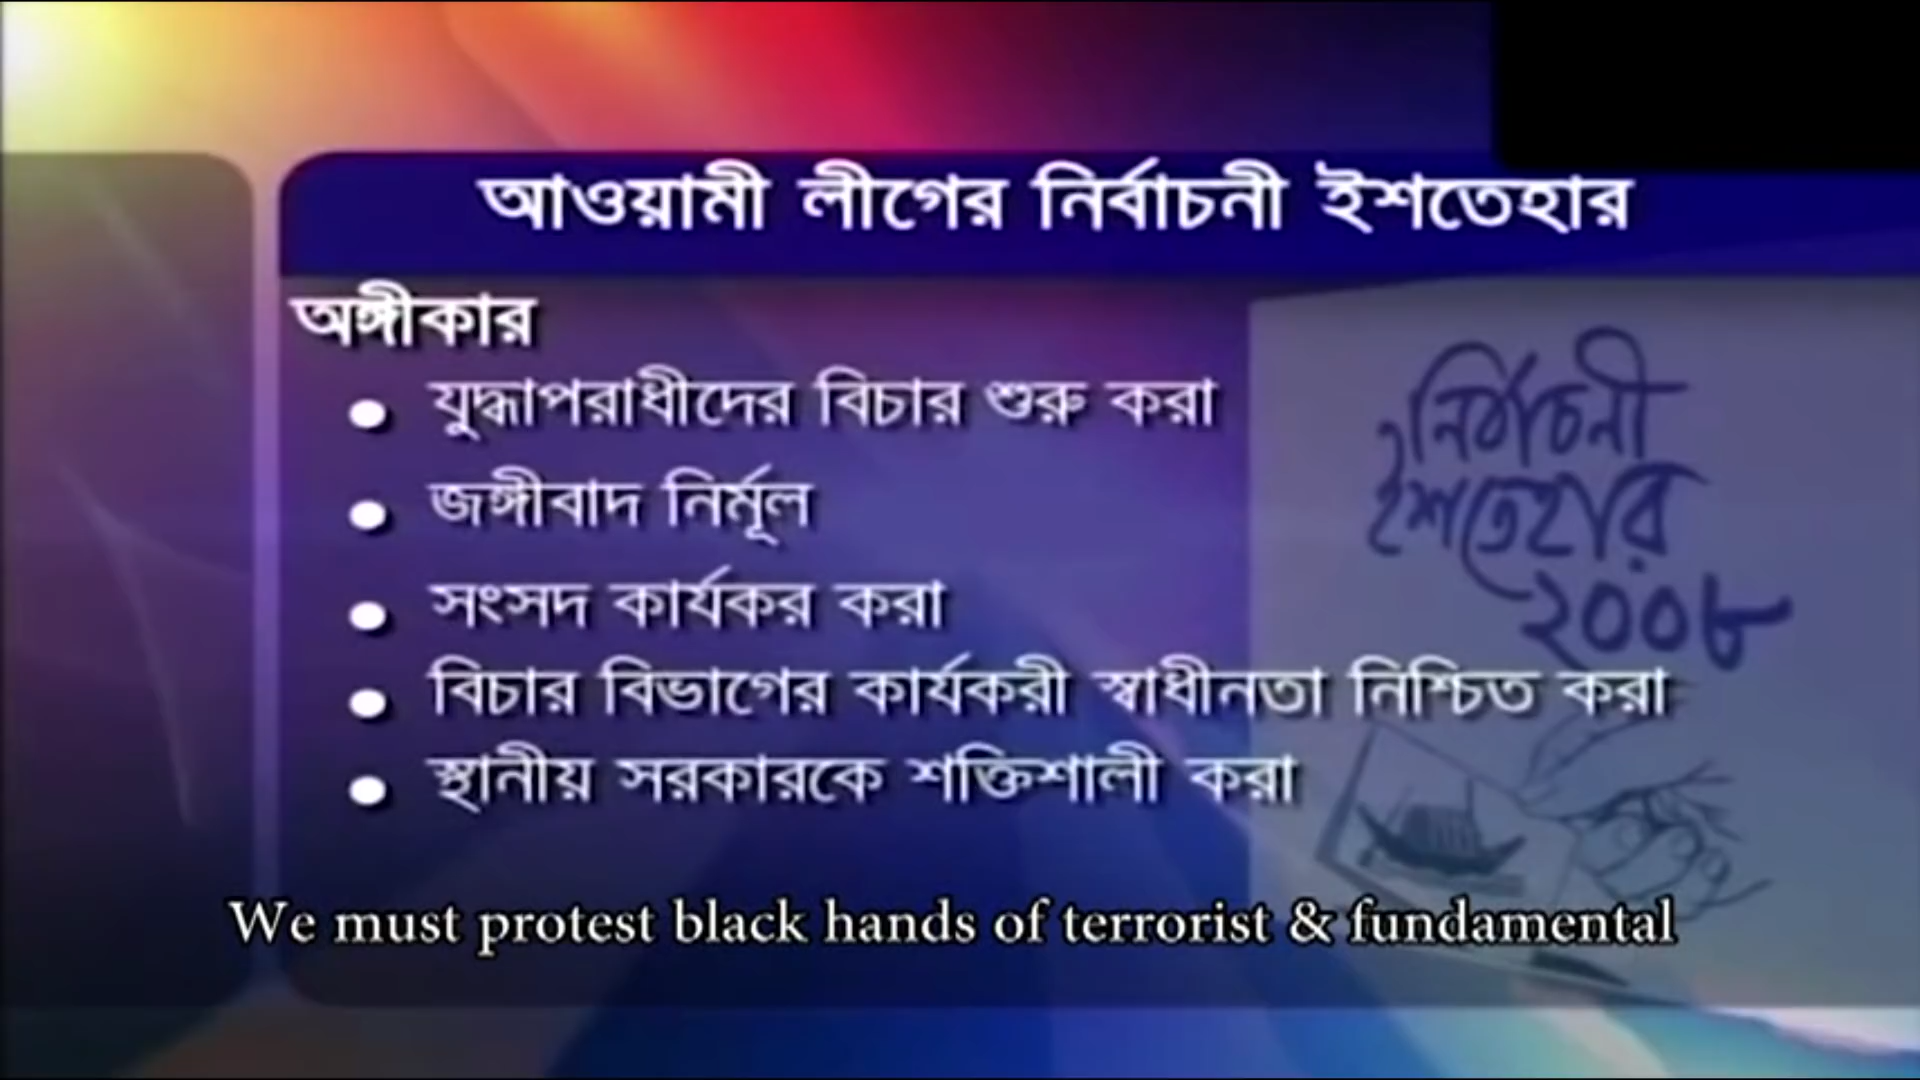 আওয়ামী লীগের নির্বাচনী ইশতেহার
অঙ্গীকার
• যুদ্ধাপরাধীদের বিচার শুরু করা
• জঙ্গীবাদ নির্মূল
• সংসদ কার্যকর করা
• বিচার বিভাগের কার্যকরী স্বাধীনতা নিশ্চিত করা
• স্থানীয় সরকারকে শক্তিশালী করা
নির্বাচনী
ইশতেহার
২০০৮
We must protest black hands of terrorist & fundamental